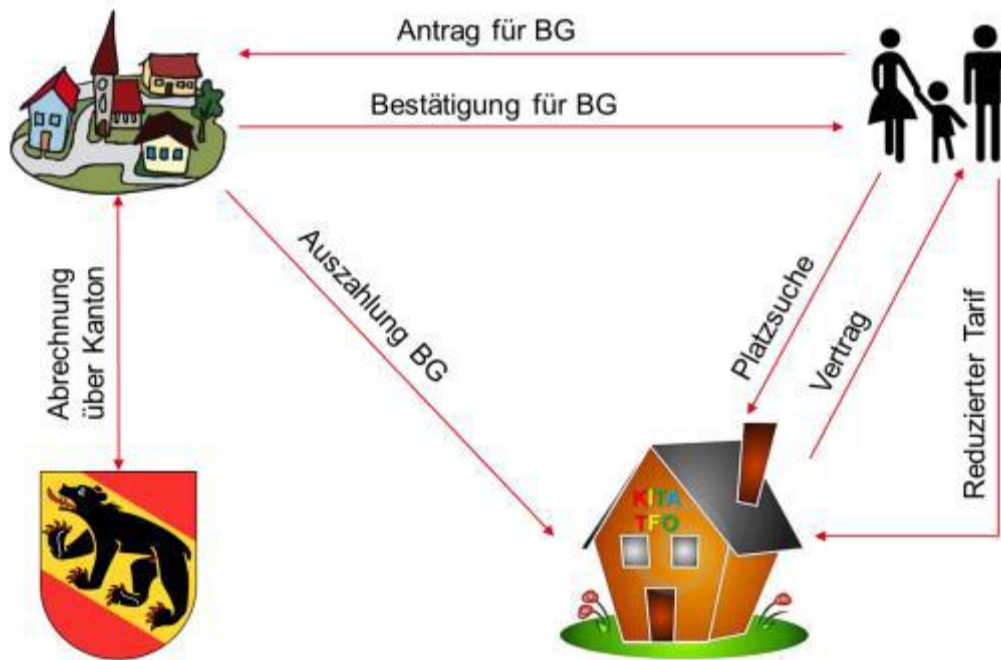 Antrag für BG
Bestätigung für BG
Auszahlung BG
Platzsuche
Vertrag
Reduzierter Tarif
Abrechnung
über Kanton
KITA
TFO